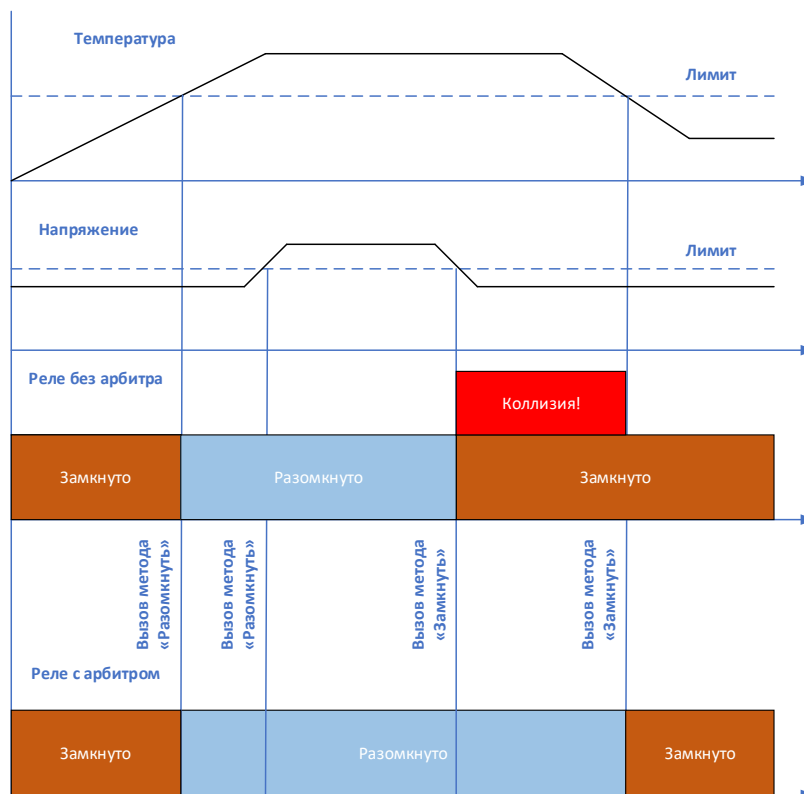 Температура
Лимит
Напряжение
Лимит
Реле без арбитра
Коллизия!
Замкнуто
Разомкнуто
Замкнуто
Вызов метода
«Разомкнуть»
Вызов метода
«Разомкнуть»
Вызов метода
«Замкнуть»
Вызов метода
«Замкнуть»
Реле с арбитром
Замкнуто
Разомкнуто
Замкнуто